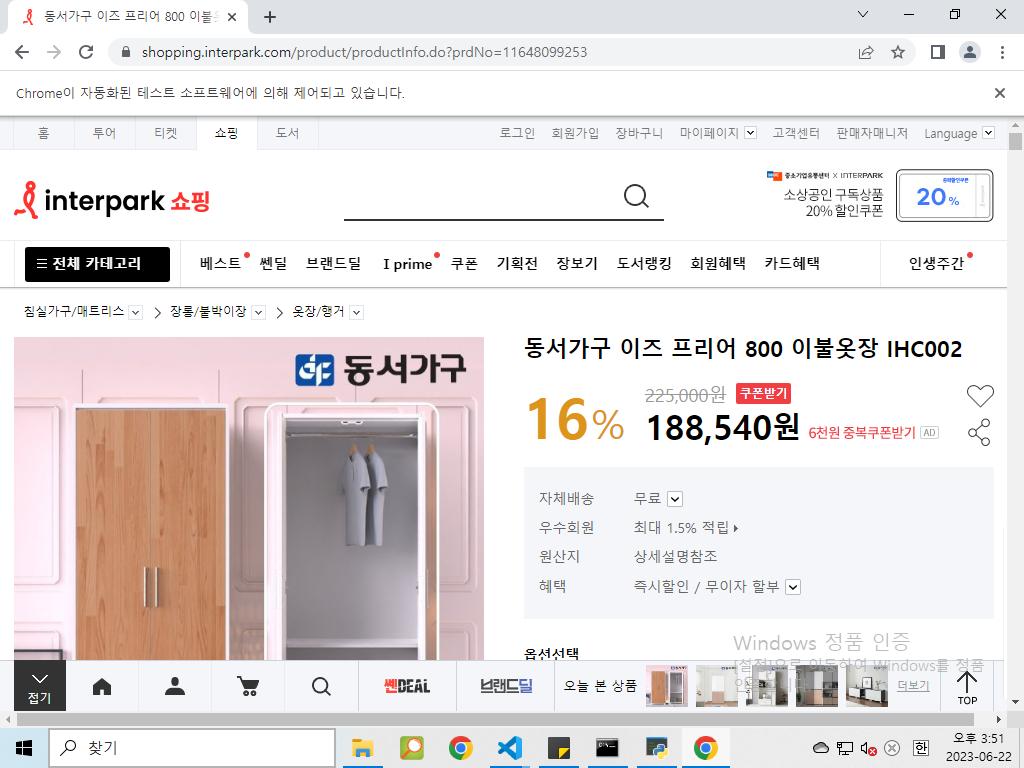 동서가구 이즈 프리어 800 이불옷
shopping.interpark.com/product/productInfo.do?prdNo=11648099253
Chrome이 자동화된 테스트 소프트웨어에 의해 제어되고 있습니다.
홈 투어 티켓 쇼핑 도서 로그인 회원가입 장바구니 마이페이지 고객센터 판매자매니저 Language
interpark 쇼핑
중소기업유통센터 X INTERPARK
소상공인 구독상품
20% 할인쿠폰
중복할인쿠폰
20%
전체 카테고리 베스트 쎈딜 브랜드딜 I prime 쿠폰 기획전 장보기 도서랭킹 회원혜택 카드혜택 인생주간
침실가구/매트리스 장롱/붙박이장 옷장/행거
동서가구
동서가구 이즈 프리어 800 이불옷장 IHC002
16% 225,000원 쿠폰받기
188,540원 6천원 중복쿠폰받기 AD
자체배송 무료
우수회원 최대 1.5% 적립
원산지 상세설명참조
혜택 즉시할인 / 무이자 할부
옵션선택
Windows 정품 인증
[설정]으로 이동하여 Windows를 정품
접기 쎈DEAL 브랜드딜 오늘 본 상품 더보기 TOP
찾기
한
오후 3:51
2023-06-22